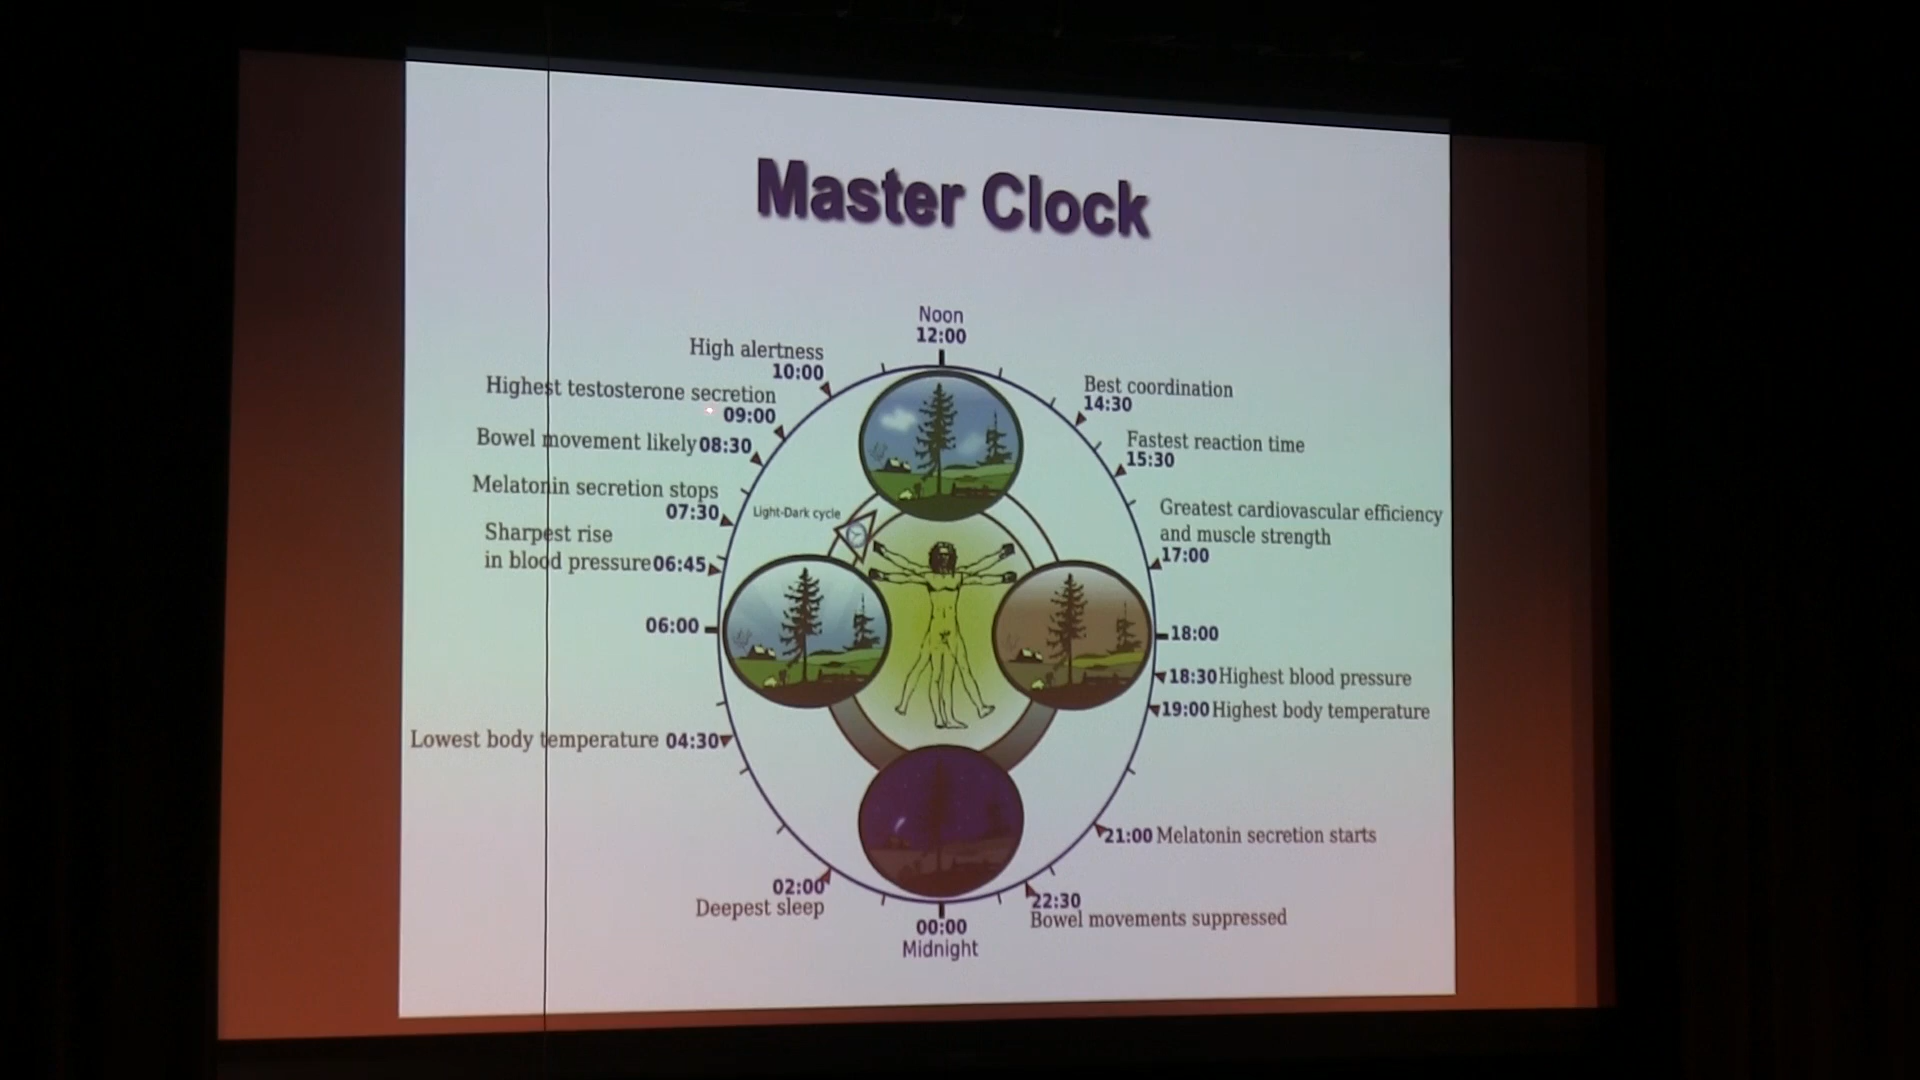 Master Clock
Noon
12:00
High alertness
10:00
Highest testosterone secretion
09:00
Bowel movement likely 08:30
Melatonin secretion stops
07:30
Sharpest rise
in blood pressure 06:45
06:00
Lowest body temperature 04:30
02:00
Deepest sleep
00:00
Midnight
Light-Dark cycle
Best coordination
14:30
Fastest reaction time
15:30
Greatest cardiovascular efficiency
and muscle strength
17:00
18:00
18:30 Highest blood pressure
19:00 Highest body temperature
21:00 Melatonin secretion starts
22:30
Bowel movements suppressed